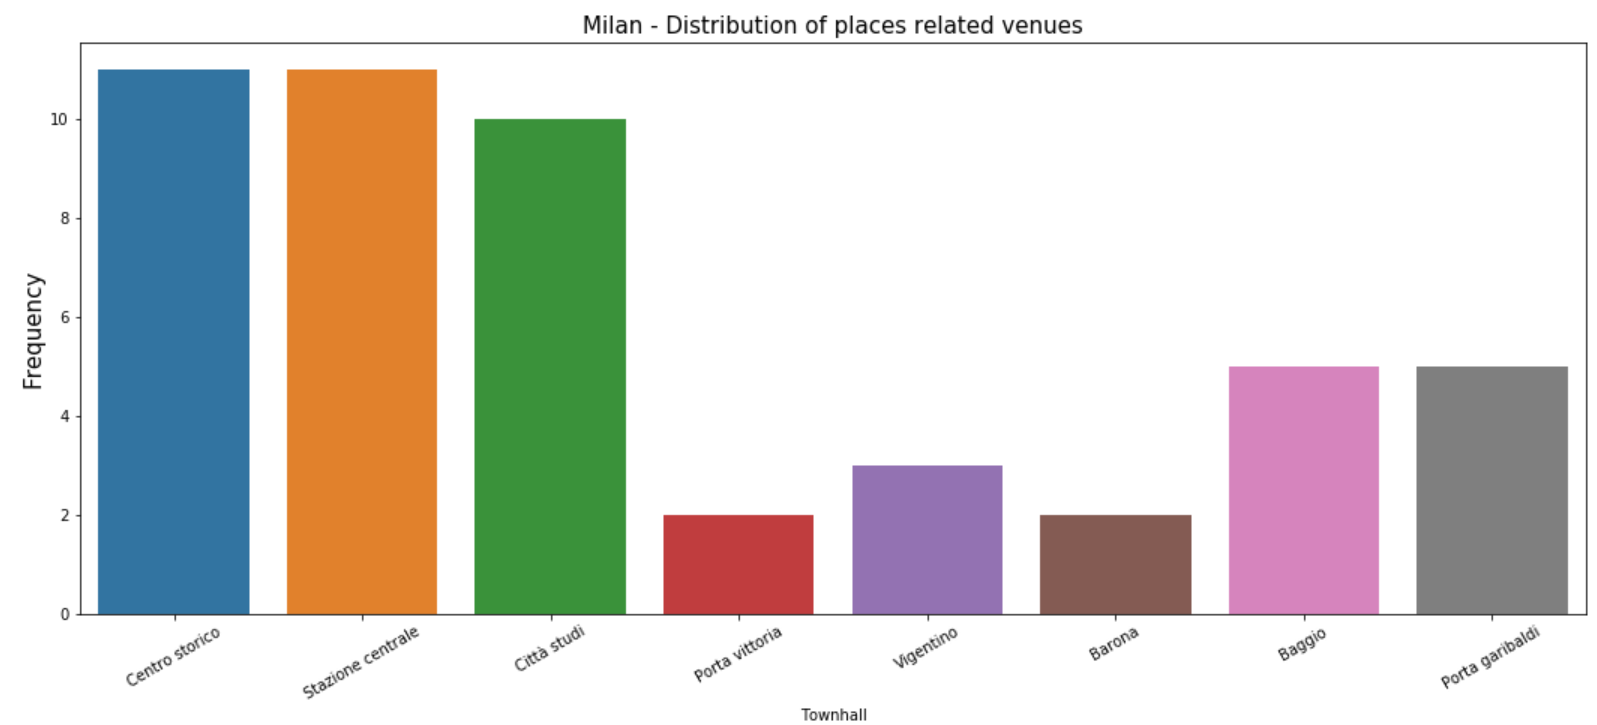 Milan - Distribution of places related venues
Frequency
10
8
6
4
2
0
Centro storico
Stazione centrale
Città studi
Porta vittoria
Vigentino
Barona
Baggio
Porta garibaldi
Townhall